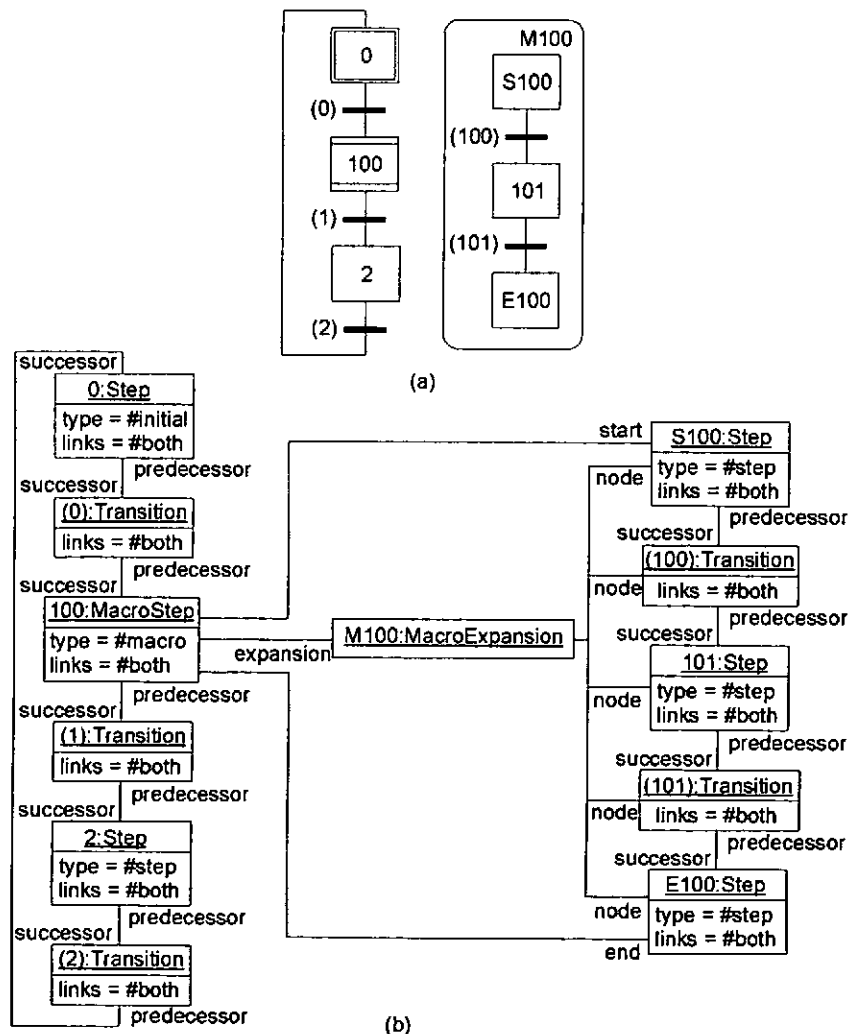 0
(0)
100
(1)
2
(2)
M100
S100
(100)
101
(101)
E100
(a)
successor
0:Step
type = #initial
links = #both
predecessor
successor
(0):Transition
links = #both
predecessor
successor
100:MacroStep
type = #macro
links = #both
predecessor
successor
(1):Transition
links = #both
predecessor
successor
2:Step
type = #step
links = #both
predecessor
successor
(2):Transition
links = #both
predecessor
expansion
M100:MacroExpansion
start
S100:Step
type = #step
links = #both
node
predecessor
successor
(100):Transition
links = #both
node
predecessor
successor
101:Step
type = #step
links = #both
node
predecessor
successor
(101):Transition
links = #both
node
predecessor
successor
E100:Step
type = #step
links = #both
node
end
(b)